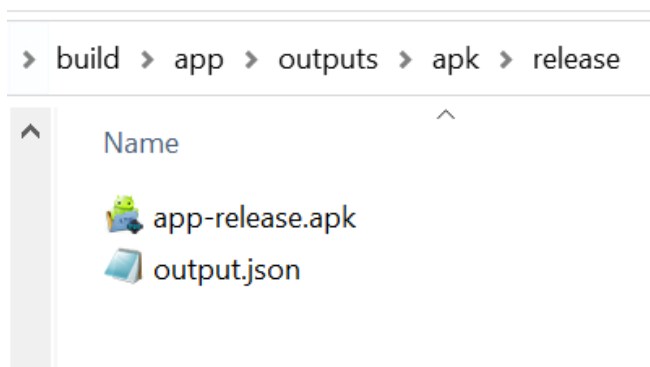 > build > app > outputs > apk > release
Name
app-release.apk
output.json